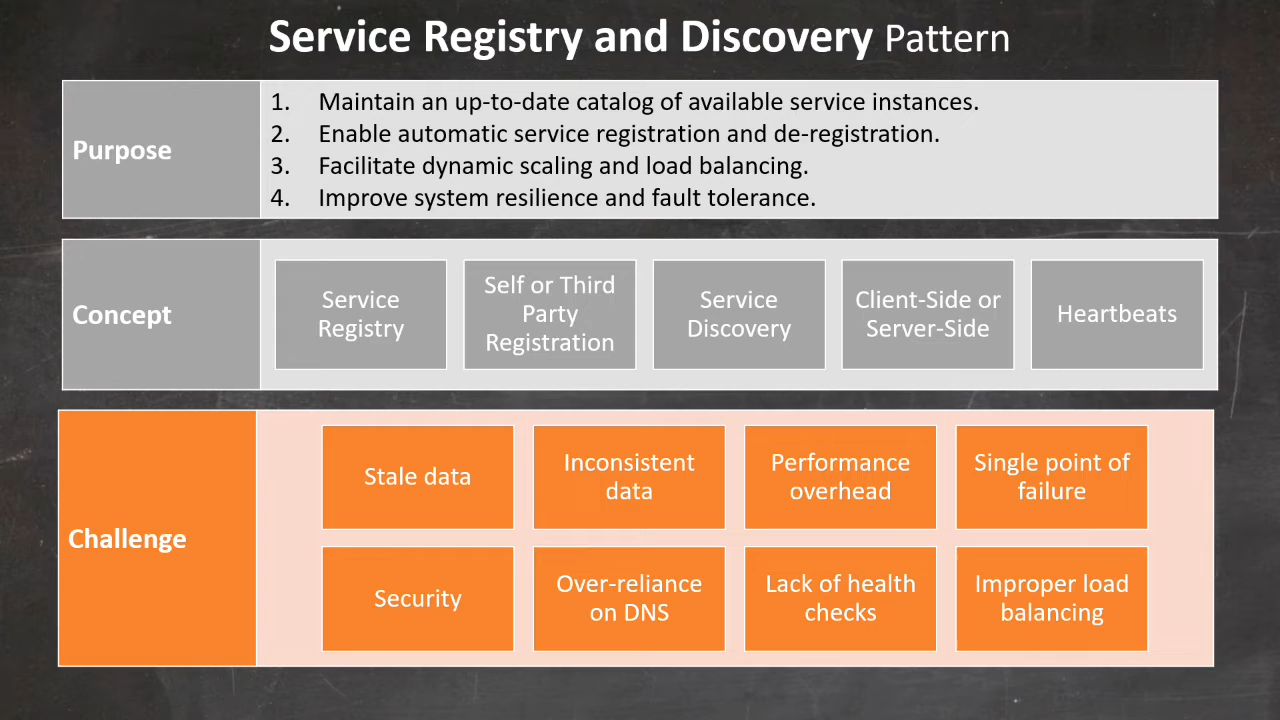 Service Registry and Discovery Pattern
Purpose
1. Maintain an up-to-date catalog of available service instances.
2. Enable automatic service registration and de-registration.
3. Facilitate dynamic scaling and load balancing.
4. Improve system resilience and fault tolerance.
Concept
Service
Registry
Self or Third
Party
Registration
Service
Discovery
Client-Side or
Server-Side
Heartbeats
Challenge
Stale data
Inconsistent
data
Performance
overhead
Single point of
failure
Security
Over-reliance
on DNS
Lack of health
checks
Improper load
balancing